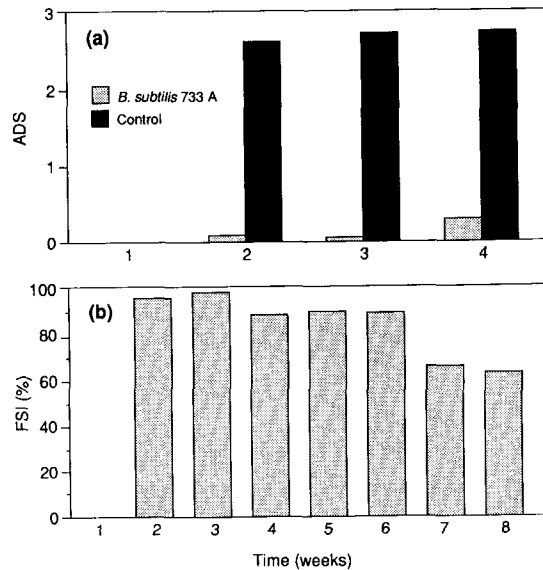 (a)
3
2
1
0
ADS
B. subtilis 733 A
Control
1 2 3 4
(b)
100
80
60
40
20
0
FSI (%)
1 2 3 4 5 6 7 8
Time (weeks)